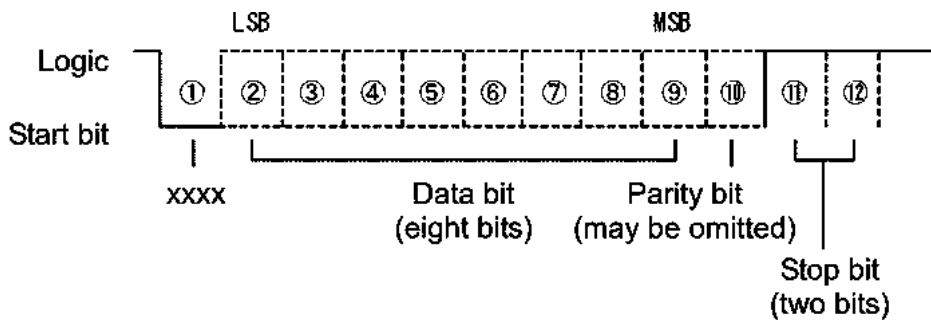 LSB MSB
Logic
① ② ③ ④ ⑤ ⑥ ⑦ ⑧ ⑨ ⑩ ⑪ ⑫
Start bit
xxxx Data bit Parity bit
(eight bits) (may be omitted)
Stop bit
(two bits)